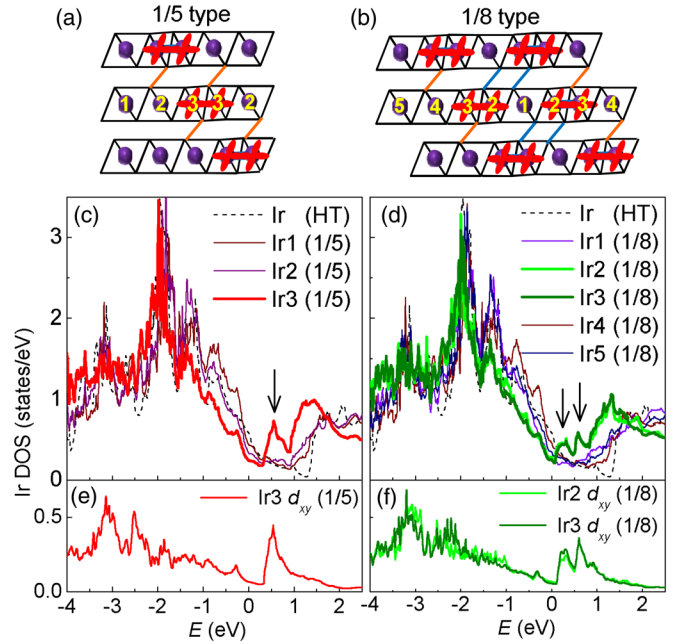 (a) 1/5 type
(b) 1/8 type
1 2 3 3 2
5 4 3 2 1 2 3 4
Ir DOS (states/eV)
3
2
1
0
(c)
Ir (HT)
Ir1 (1/5)
Ir2 (1/5)
Ir3 (1/5)
(d)
Ir (HT)
Ir1 (1/8)
Ir2 (1/8)
Ir3 (1/8)
Ir4 (1/8)
Ir5 (1/8)
0.5
0.0
(e)
Ir3 dxy (1/5)
(f)
Ir2 dxy (1/8)
Ir3 dxy (1/8)
-4 -3 -2 -1 0 1 2
-4 -3 -2 -1 0 1 2
E (eV)
E (eV)